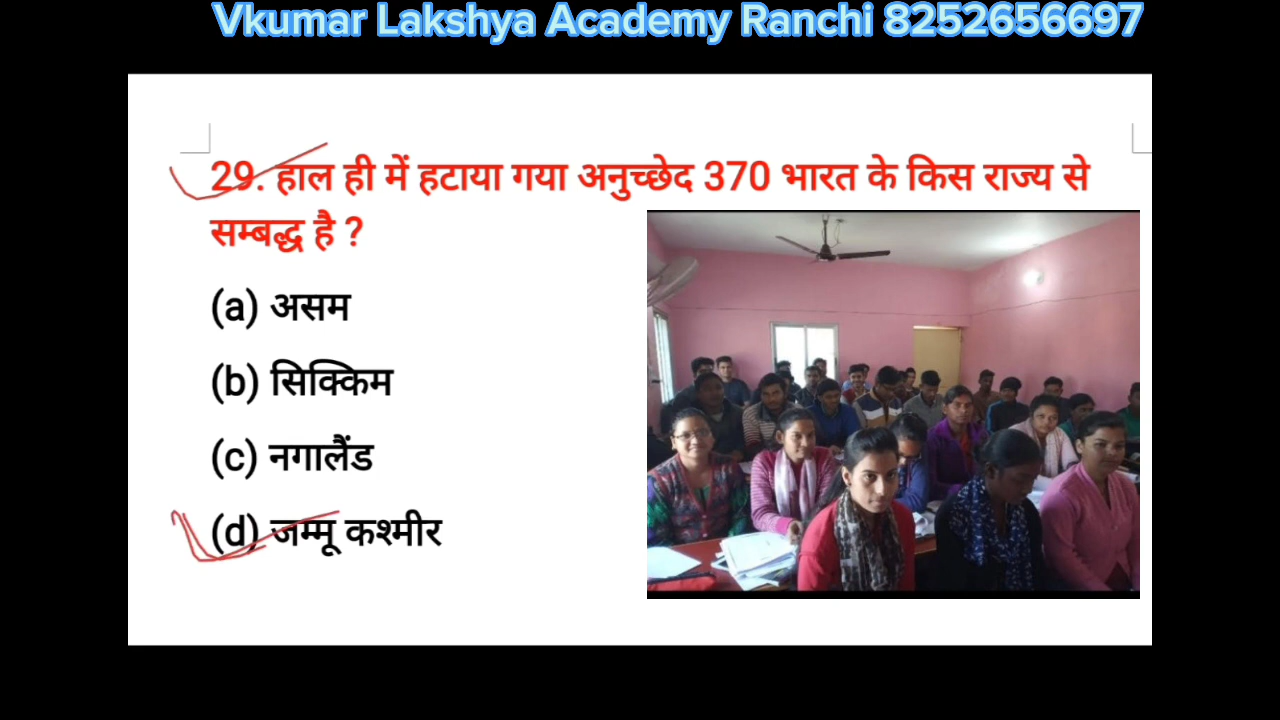 Vkumar Lakshya Academy Ranchi 8252656697
29. हाल ही में हटाया गया अनुच्छेद 370 भारत के किस राज्य से
सम्बद्ध है ?
(a) असम
(b) सिक्किम
(c) नगालैंड
(d) जम्मू कश्मीर